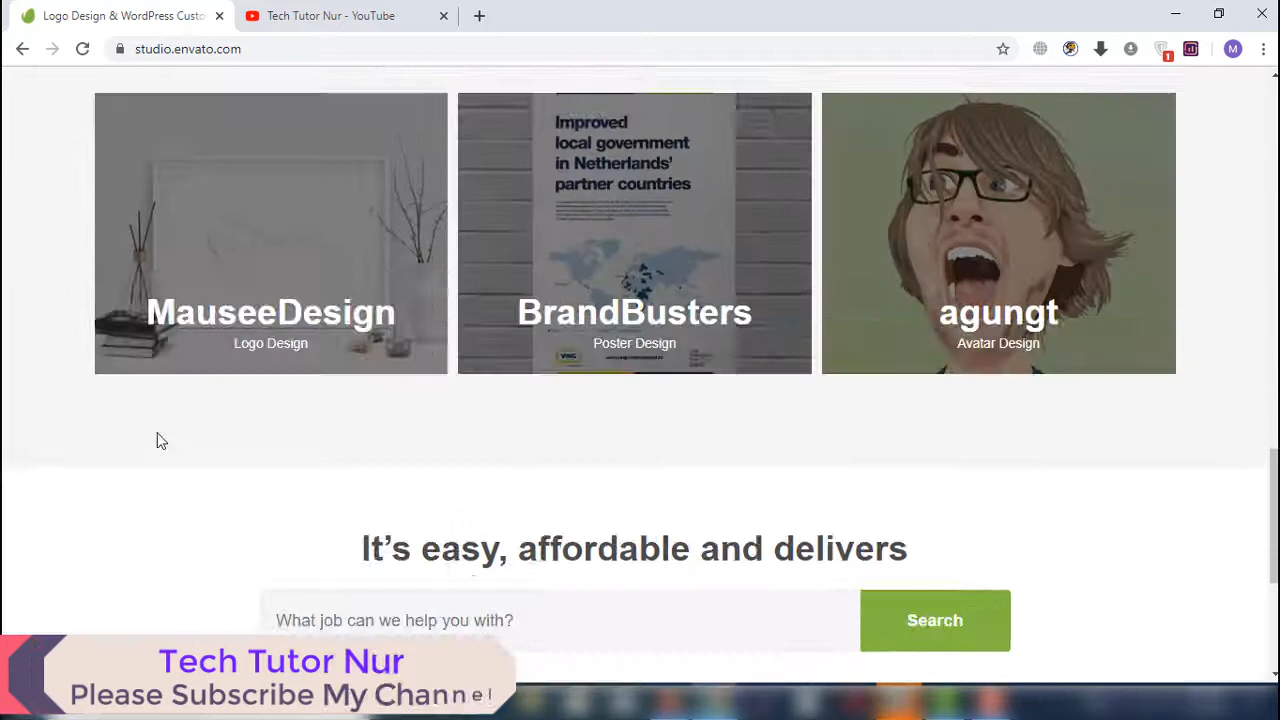 Logo Design & WordPress Custo
Tech Tutor Nur - YouTube
studio.envato.com
1
M
Improved
local government
in Netherlands'
partner countries
MauseeDesign
Logo Design
BrandBusters
Poster Design
agungt
Avatar Design
It's easy, affordable and delivers
What job can we help you with?
Search
Tech Tutor Nur
Please Subscribe My Channel